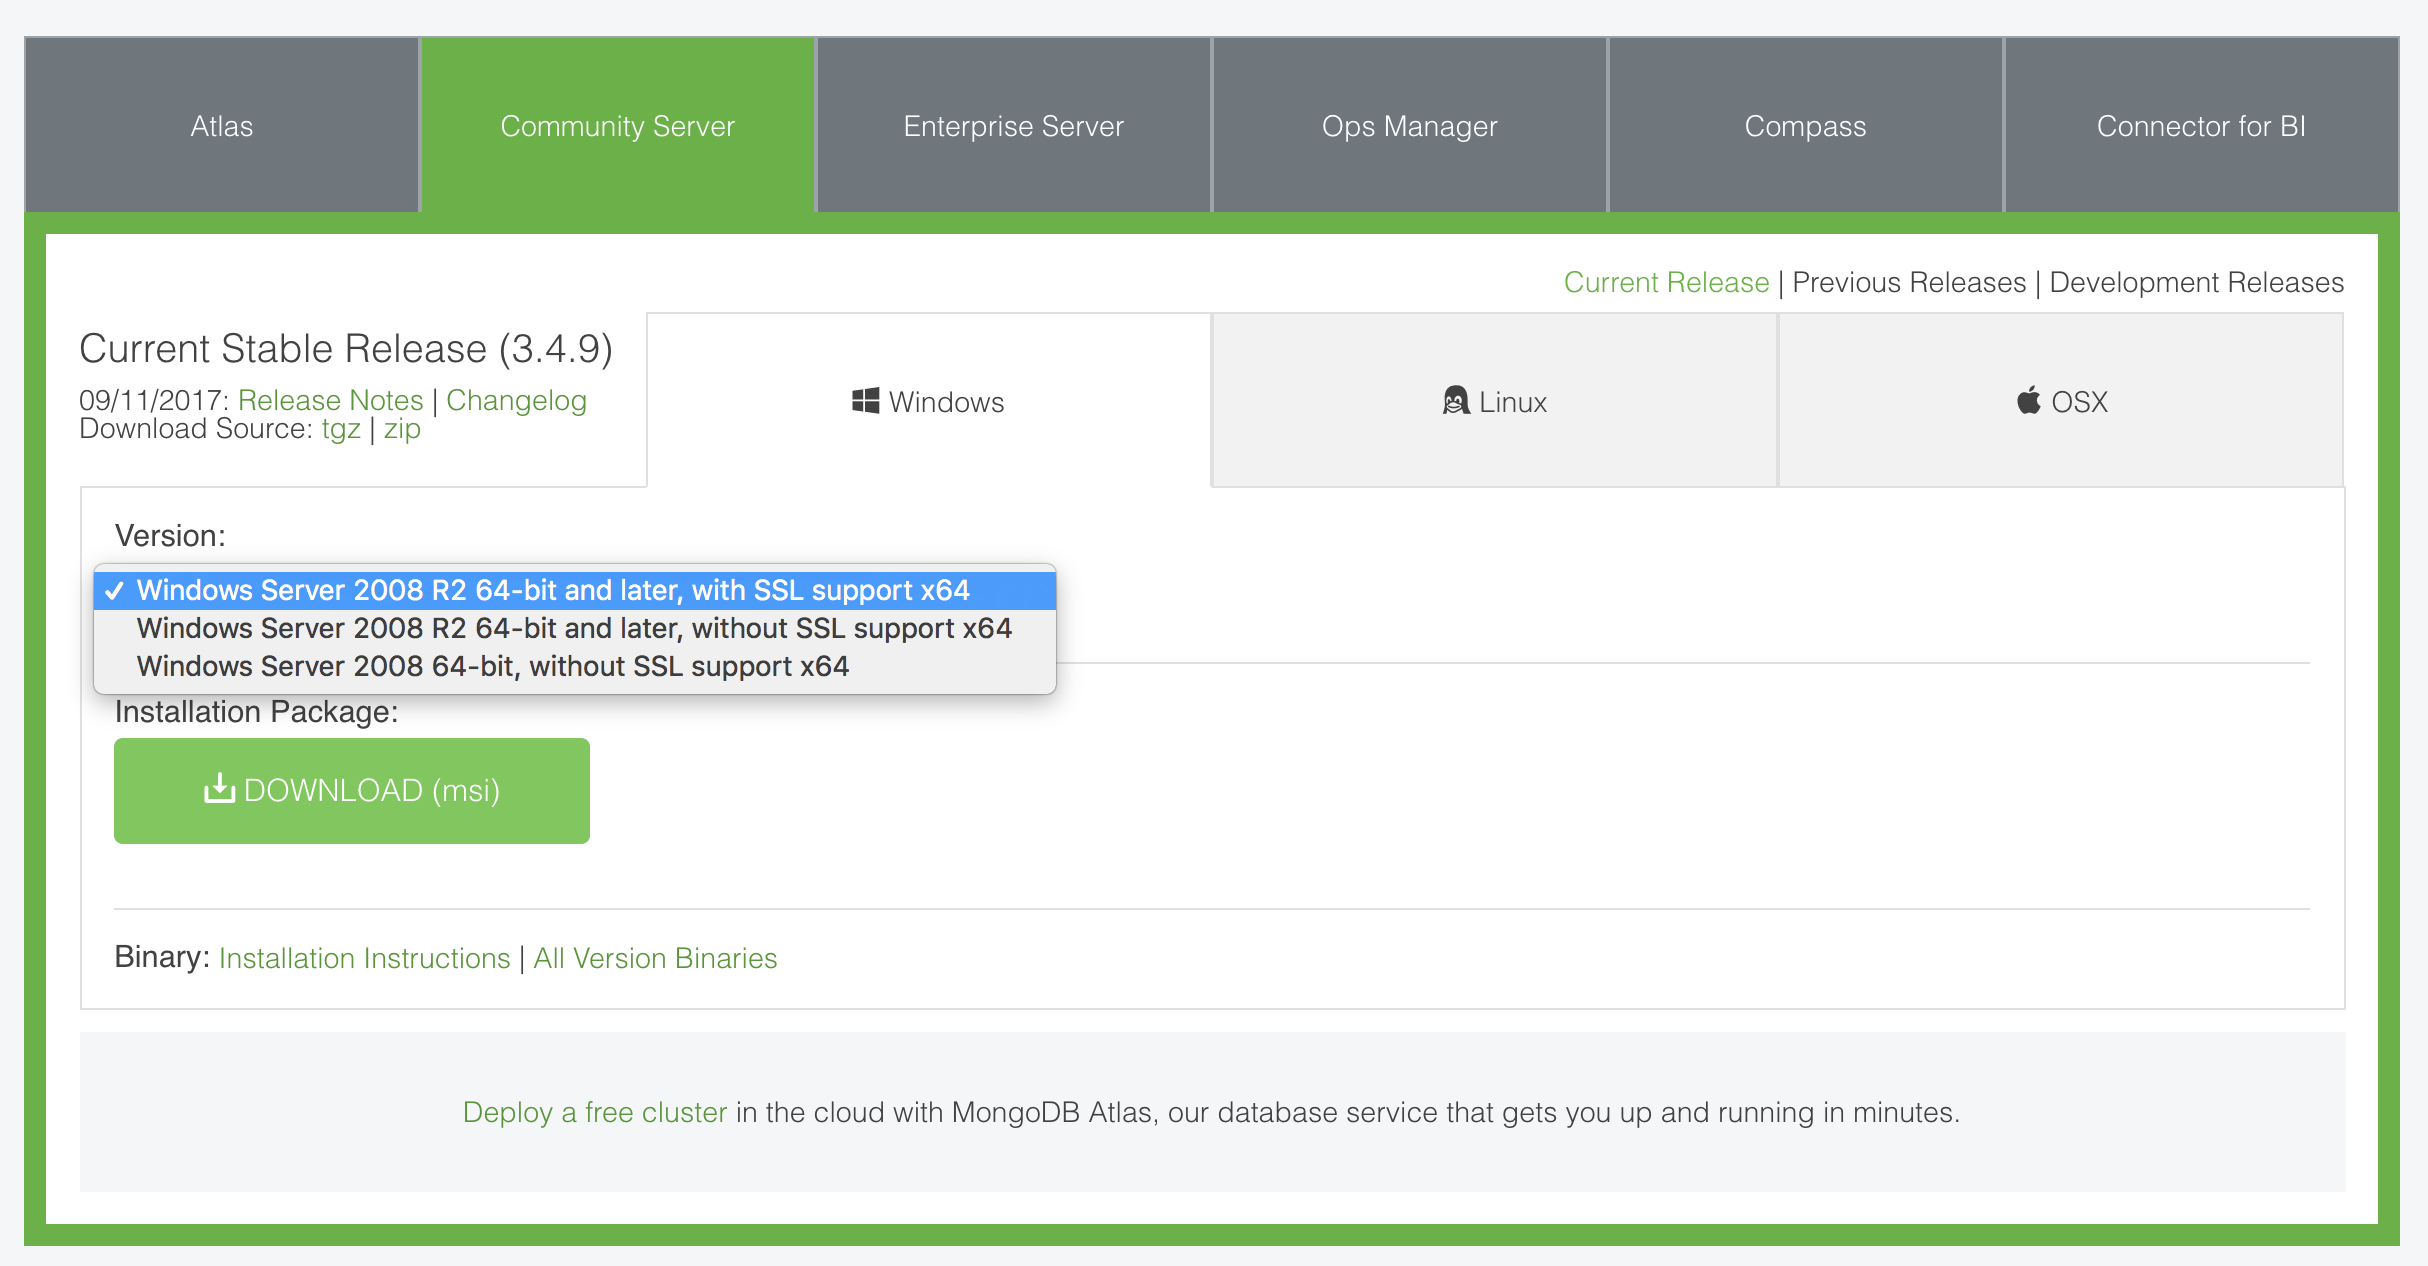 Atlas
Community Server
Enterprise Server
Ops Manager
Compass
Connector for BI
Current Release | Previous Releases | Development Releases
Current Stable Release (3.4.9)
09/11/2017: Release Notes | Changelog
Download Source: tgz | zip
Windows
Linux
OSX
Version:
✓ Windows Server 2008 R2 64-bit and later, with SSL support x64
Windows Server 2008 R2 64-bit and later, without SSL support x64
Windows Server 2008 64-bit, without SSL support x64
Installation Package:
DOWNLOAD (msi)
Binary: Installation Instructions | All Version Binaries
Deploy a free cluster in the cloud with MongoDB Atlas, our database service that gets you up and running in minutes.